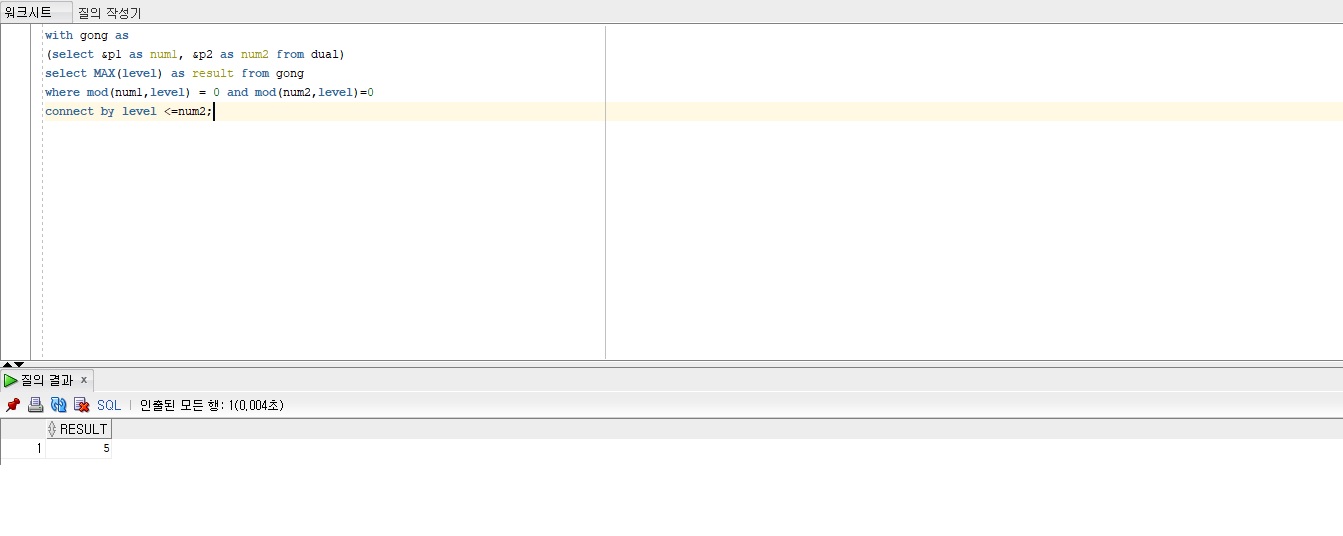 워크시트 질의 작성기
with gong as
(select &p1 as num1, &p2 as num2 from dual)
select MAX(level) as result from gong
where mod(num1,level) = 0 and mod(num2,level)=0
connect by level <=num2;
질의 결과 x
SQL | 인출된 모든 행: 1(0,004초)
RESULT
1 5